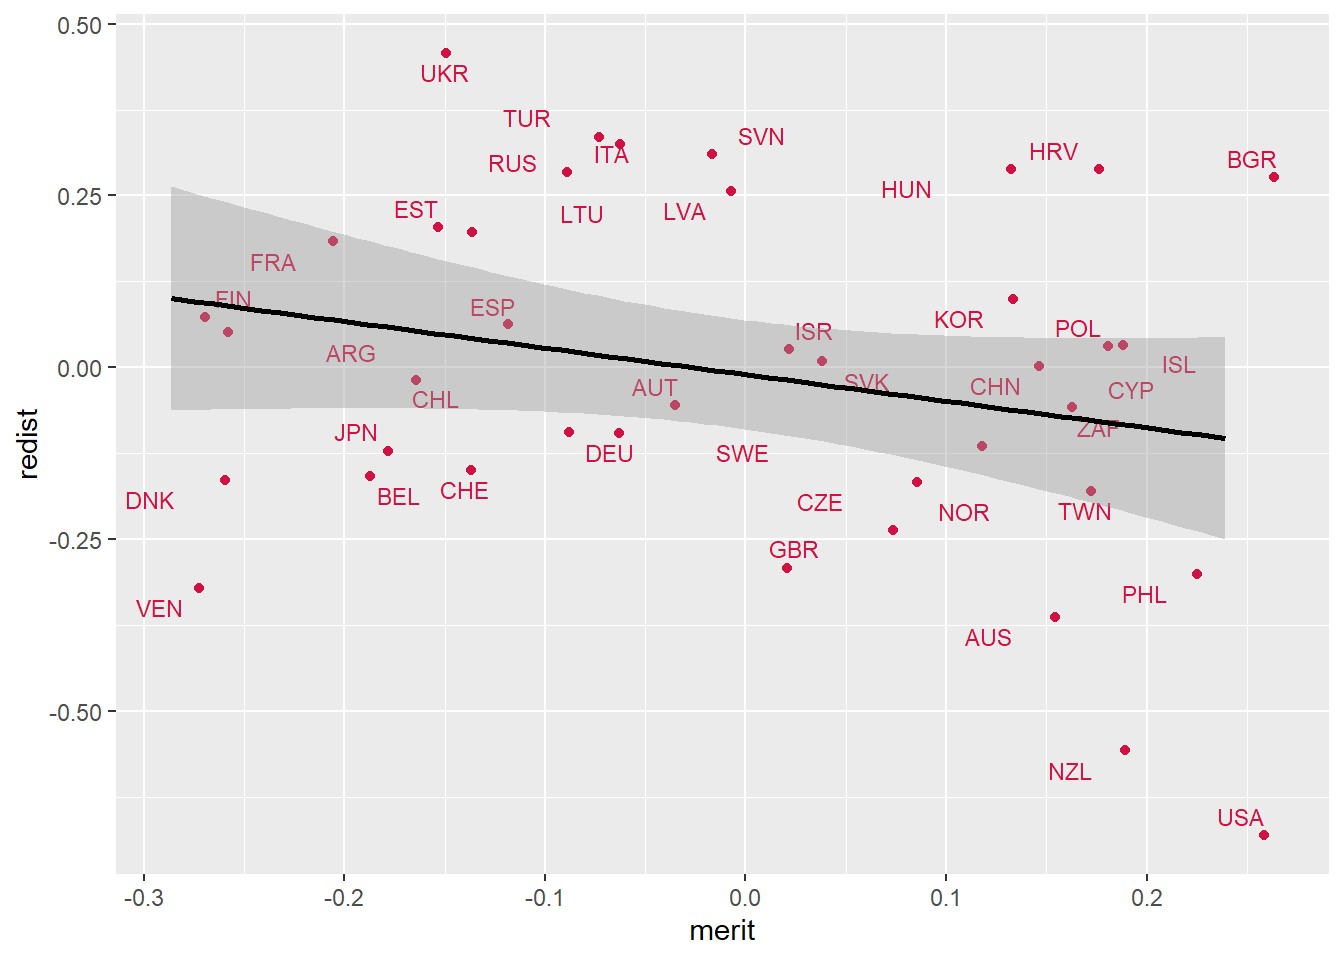 0.50
UKR
TUR
SVN
RUS
ITA
HRV
BGR
0.25
HUN
EST
LTU
LVA
FRA
FIN
ESP
KOR
POL
ISR
ARG
0.00
ISL
AUT
SVK
CHN
CYP
CHL
JPN
ZAF
DEU
SWE
DNK
BEL
CHE
CZE
NOR
TWN
-0.25
GBR
VEN
PHL
AUS
-0.50
NZL
USA
redist
-0.3 -0.2 -0.1 0.0 0.1 0.2
merit